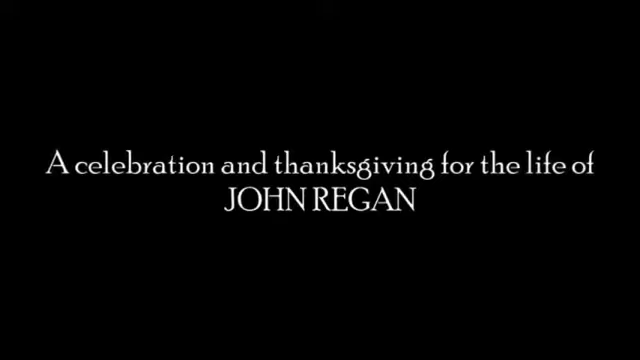 A celebration and thanksgiving for the life of
JOHN REGAN